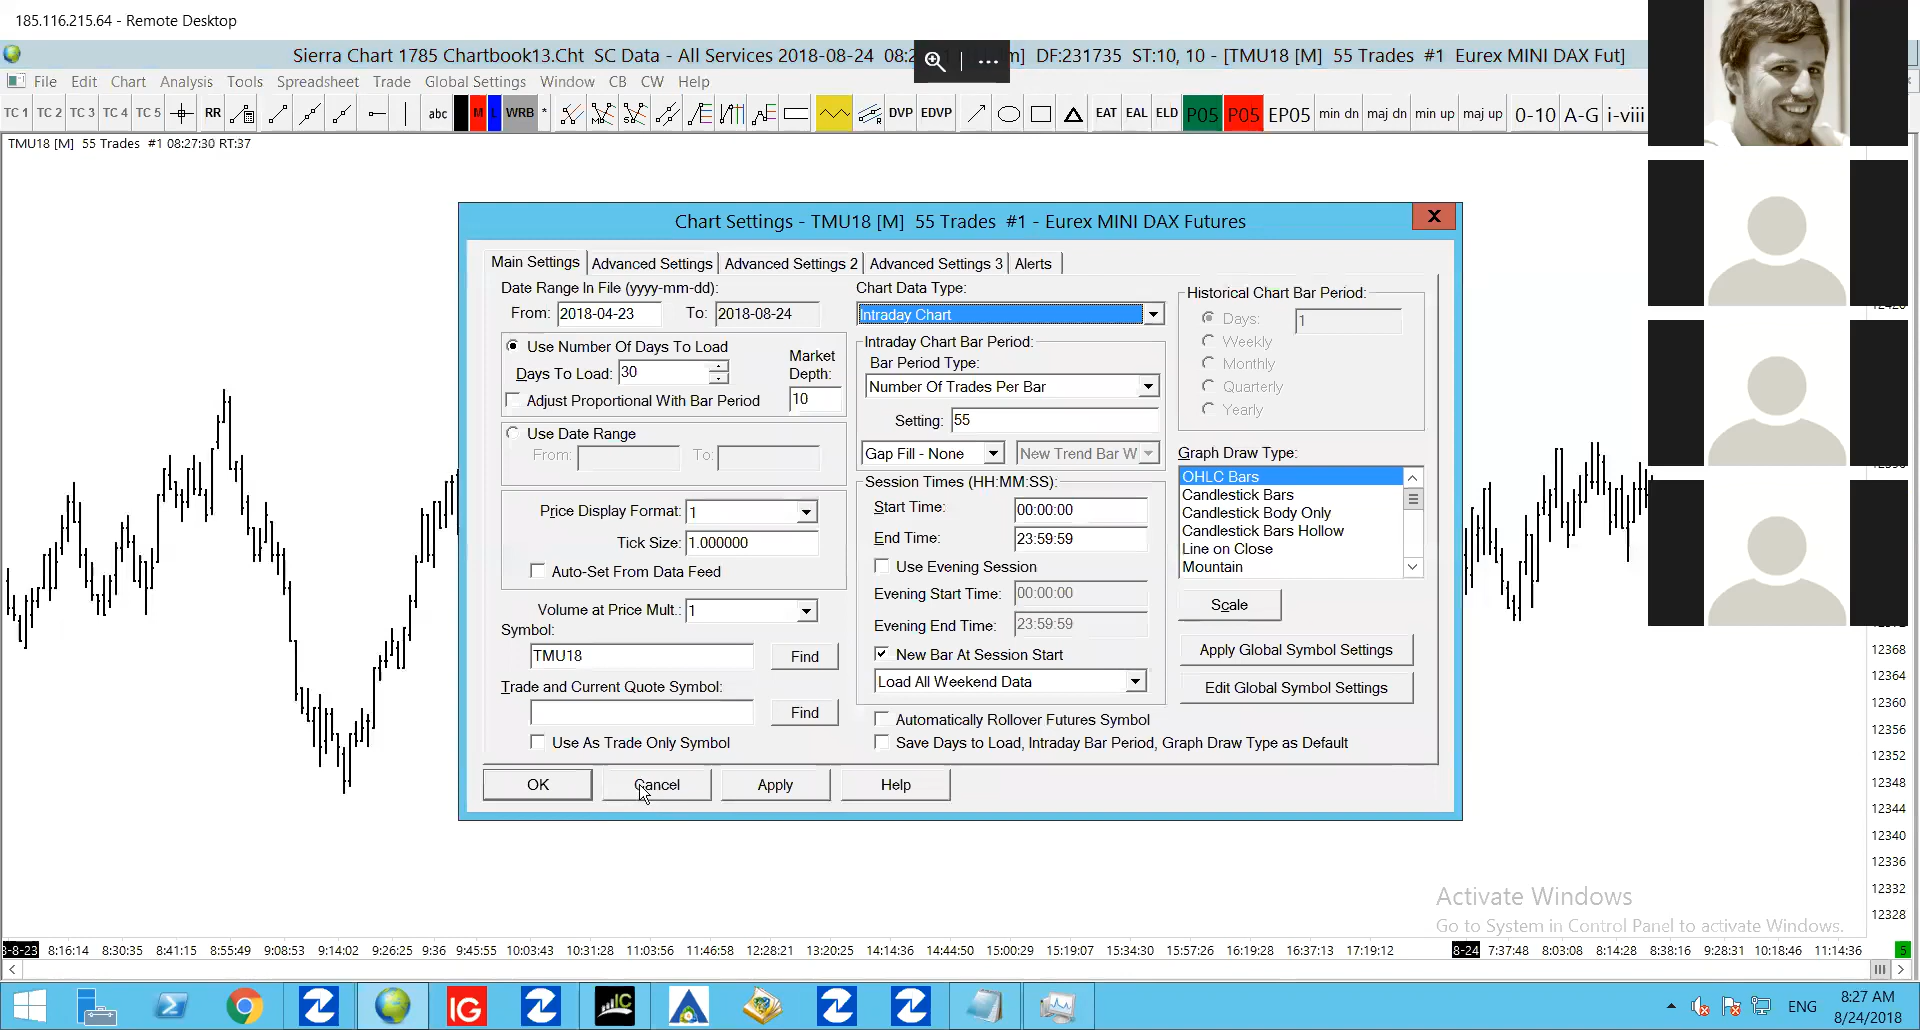 185.116.215.64 - Remote Desktop
Sierra Chart 1785 Chartbook13.Cht SC Data - All Services 2018-08-24 08:2
m] DF:231735 ST:10, 10 - [TMU18 [M] 55 Trades #1 Eurex MINI DAX Fut]
File Edit Chart Analysis Tools Spreadsheet Trade Global Settings Window CB CW Help
TC 1 TC 2 TC 3 TC 4 TC 5 RR abc M L WRB * DVP EDVP EAT EAL ELD P05 P05 EP05 min dn maj dn min up maj up 0-10 A-G i-viii
TMU18 [M] 55 Trades #1 08:27:30 RT:37
Chart Settings - TMU18 [M] 55 Trades #1 - Eurex MINI DAX Futures
X
Main Settings Advanced Settings Advanced Settings 2 Advanced Settings 3 Alerts
Date Range In File (yyyy-mm-dd):
From: 2018-04-23 To: 2018-08-24
Use Number Of Days To Load
Days To Load: 30
Market
Depth:
10
Adjust Proportional With Bar Period
Use Date Range
From: To:
Price Display Format: 1
Tick Size: 1.000000
Auto-Set From Data Feed
Volume at Price Mult.: 1
Symbol:
TMU18 Find
Trade and Current Quote Symbol:
Find
Use As Trade Only Symbol
Chart Data Type:
Intraday Chart
Intraday Chart Bar Period:
Bar Period Type:
Number Of Trades Per Bar
Setting: 55
Gap Fill - None New Trend Bar W
Session Times (HH:MM:SS):
Start Time: 00:00:00
End Time: 23:59:59
Use Evening Session
Evening Start Time: 00:00:00
Evening End Time: 23:59:59
New Bar At Session Start
Load All Weekend Data
Automatically Rollover Futures Symbol
Save Days to Load, Intraday Bar Period, Graph Draw Type as Default
Historical Chart Bar Period:
Days: 1
Weekly
Monthly
Quarterly
Yearly
Graph Draw Type:
OHLC Bars
Candlestick Bars
Candlestick Body Only
Candlestick Bars Hollow
Line on Close
Mountain
Scale
Apply Global Symbol Settings
Edit Global Symbol Settings
OK Cancel Apply Help
12368
12364
12360
12356
12352
12348
12344
12340
12336
12332
12328
Activate Windows
Go to System in Control Panel to activate Windows.
8-8-23 8:16:14 8:30:35 8:41:15 8:55:49 9:08:53 9:14:02 9:26:25 9:36 9:45:55 10:03:43 10:31:28 11:03:56 11:46:58 12:28:21 13:20:25 14:14:36 14:44:50 15:00:29 15:19:07 15:34:30 15:57:26 16:19:28 16:37:13 17:19:12 8-24 7:37:48 8:03:08 8:14:28 8:38:16 9:28:31 10:18:46 11:14:36 5
IG IC ENG
8:27 AM
8/24/2018